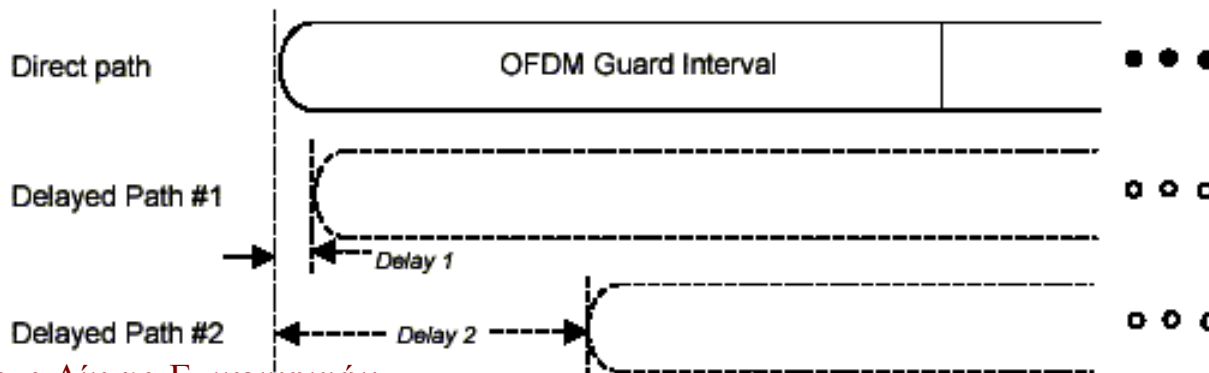 Direct path
OFDM Guard Interval
Delayed Path #1
Delay 1
Delayed Path #2
Delay 2